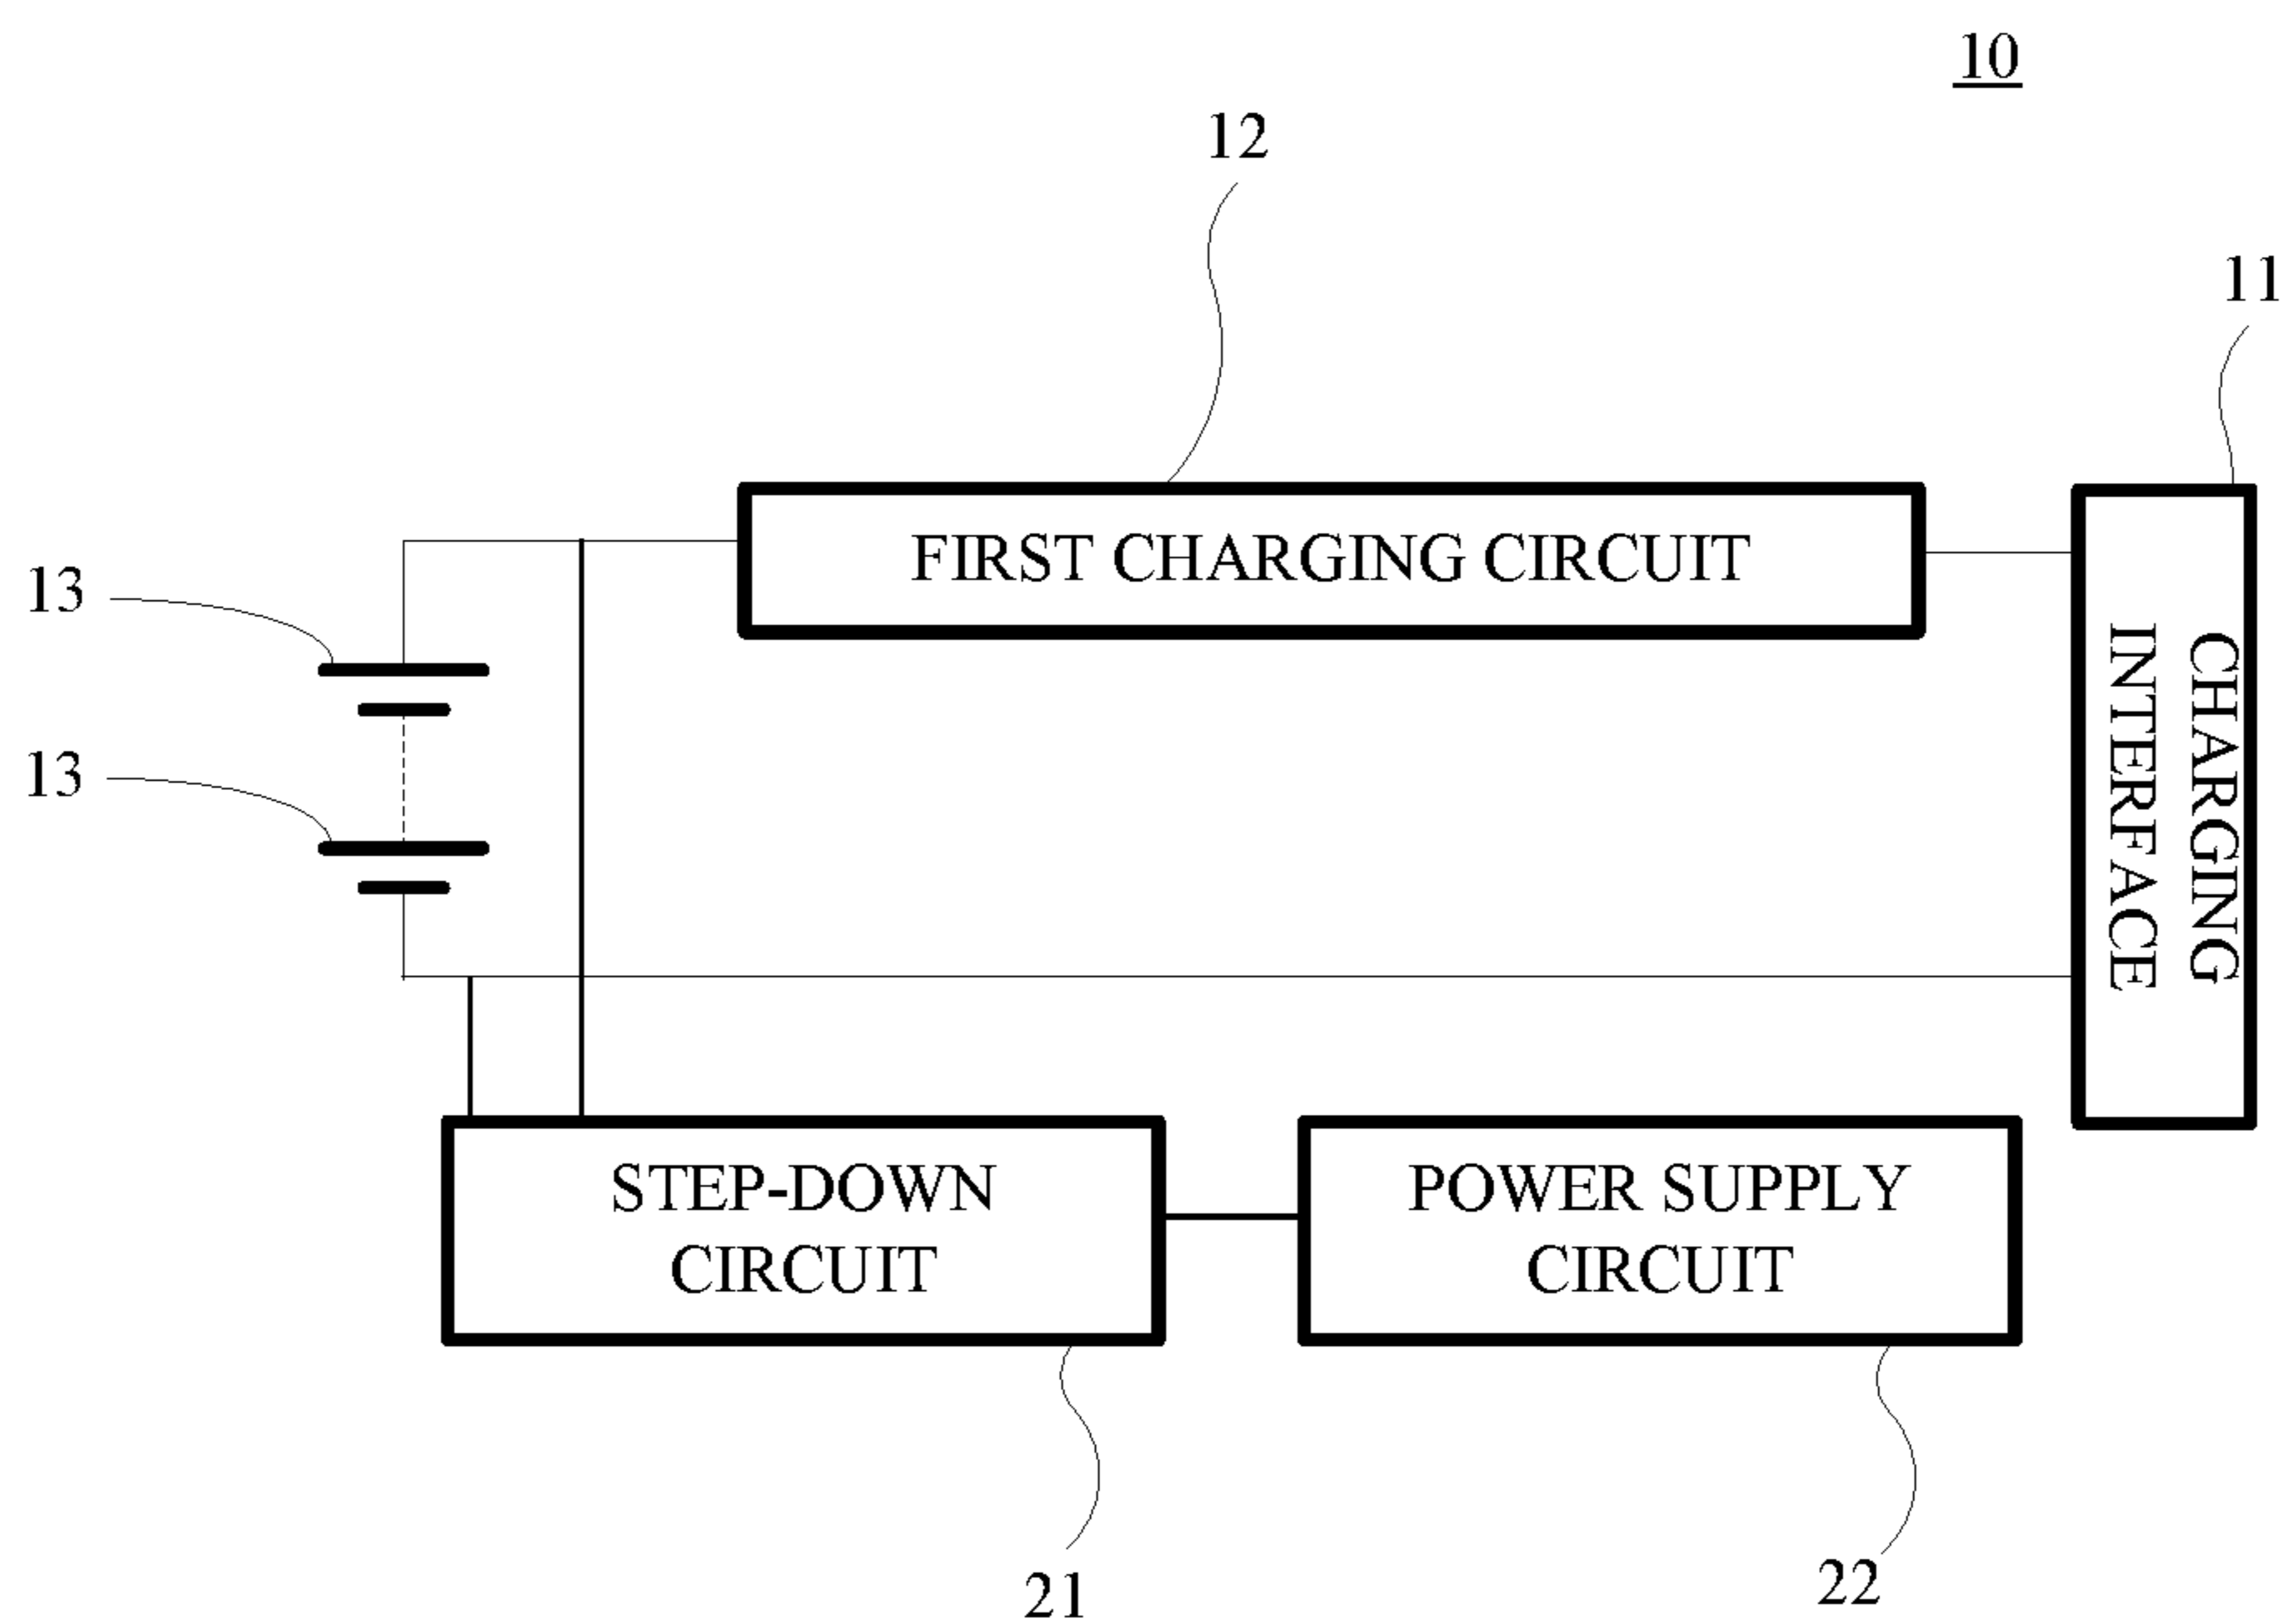 10
12
11
FIRST CHARGING CIRCUIT
13
13
CHARGING
INTERFACE
STEP-DOWN
CIRCUIT
POWER SUPPLY
CIRCUIT
21
22